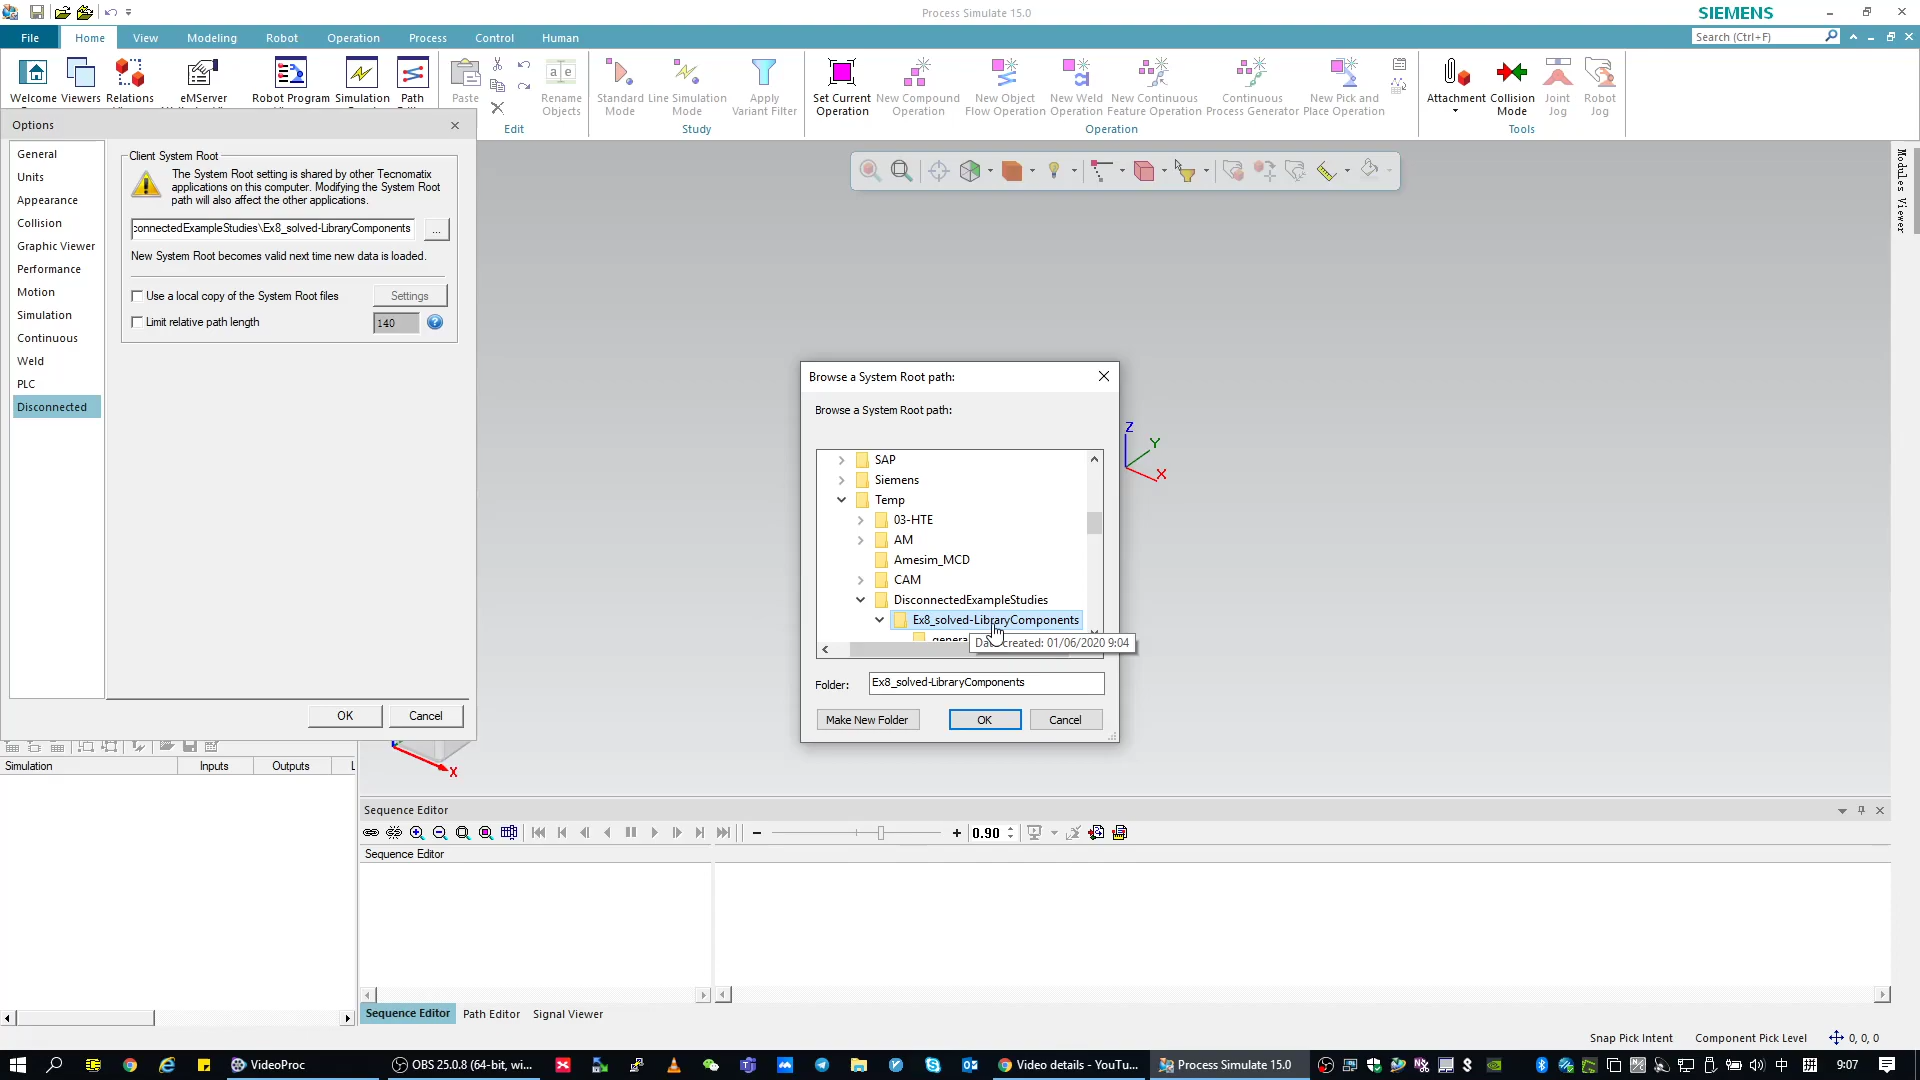 Process Simulate 15.0
SIEMENS
File
Home
View
Modeling
Robot
Operation
Process
Control
Human
Search (Ctrl+F)
Welcome
Viewers
Relations
eMServer
Robot Program
Simulation
Path
Paste
Rename
Objects
Standard
Mode
Line Simulation
Mode
Apply
Variant Filter
Set Current
Operation
New Compound
Operation
New Object
Flow Operation
New Weld
Operation
New Continuous
Feature Operation
Continuous
Process Generator
New Pick and
Place Operation
Attachment
Collision
Mode
Joint
Jog
Robot
Jog
Edit
Study
Operation
Tools
Options
General
Units
Appearance
Collision
Graphic Viewer
Performance
Motion
Simulation
Continuous
Weld
PLC
Disconnected
Client System Root
The System Root setting is shared by other Tecnomatix
applications on this computer. Modifying the System Root
path will also affect the other applications.
connectedExampleStudies\Ex8_solved-LibraryComponents
...
New System Root becomes valid next time new data is loaded.
Use a local copy of the System Root files
Settings
Limit relative path length
140
OK
Cancel
Modules Viewer
Browse a System Root path:
Browse a System Root path:
SAP
Siemens
Temp
03-HTE
AM
Amesim_MCD
CAM
DisconnectedExampleStudies
Ex8_solved-LibraryComponents
Date created: 01/06/2020 9:04
Folder:
Ex8_solved-LibraryComponents
Make New Folder
OK
Cancel
Z
Y
X
X
Simulation
Inputs
Outputs
Sequence Editor
0.90
Sequence Editor
Sequence Editor
Path Editor
Signal Viewer
Snap Pick Intent
Component Pick Level
0, 0, 0
VideoProc
OBS 25.0.8 (64-bit, wi...
Video details - YouTu...
Process Simulate 15.0
中
拼
9:07